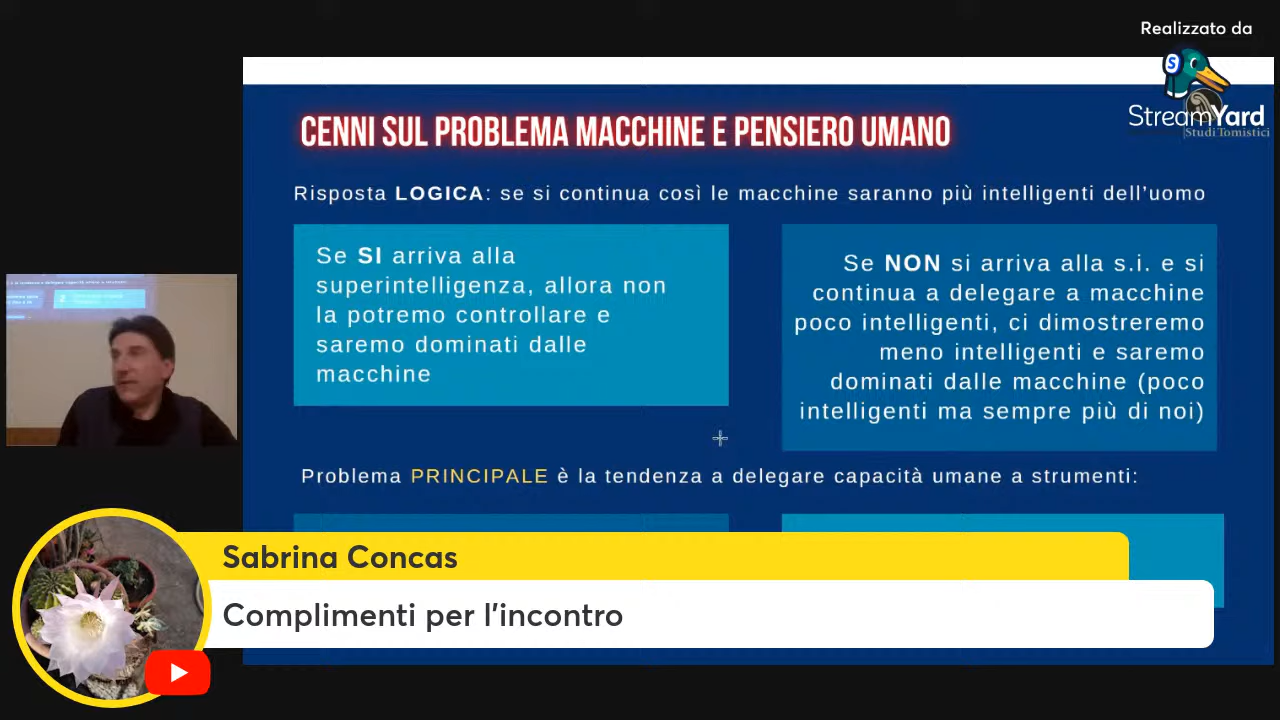 Realizzato da
StreamYard
Studi Tomistici
CENNI SUL PROBLEMA MACCHINE E PENSIERO UMANO
Risposta LOGICA: se si continua così le macchine saranno più intelligenti dell'uomo
Se SI arriva alla
superintelligenza, allora non
la potremo controllare e
saremo dominati dalle
macchine
Se NON si arriva alla s.i. e si
continua a delegare a macchine
poco intelligenti, ci dimostreremo
meno intelligenti e saremo
dominati dalle macchine (poco
intelligenti ma sempre più di noi)
Problema PRINCIPALE è la tendenza a delegare capacità umane a strumenti:
Sabrina Concas
Complimenti per l'incontro